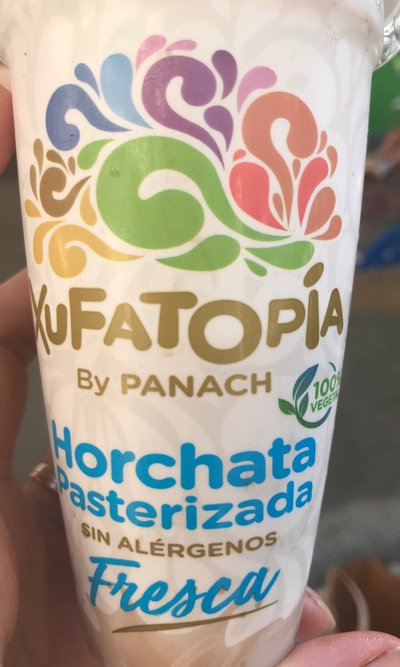 XUFATOPÍA
By PANACH
100%
VEGETAL
Horchata
Pasterizada
SIN ALÉRGENOS
Fresca